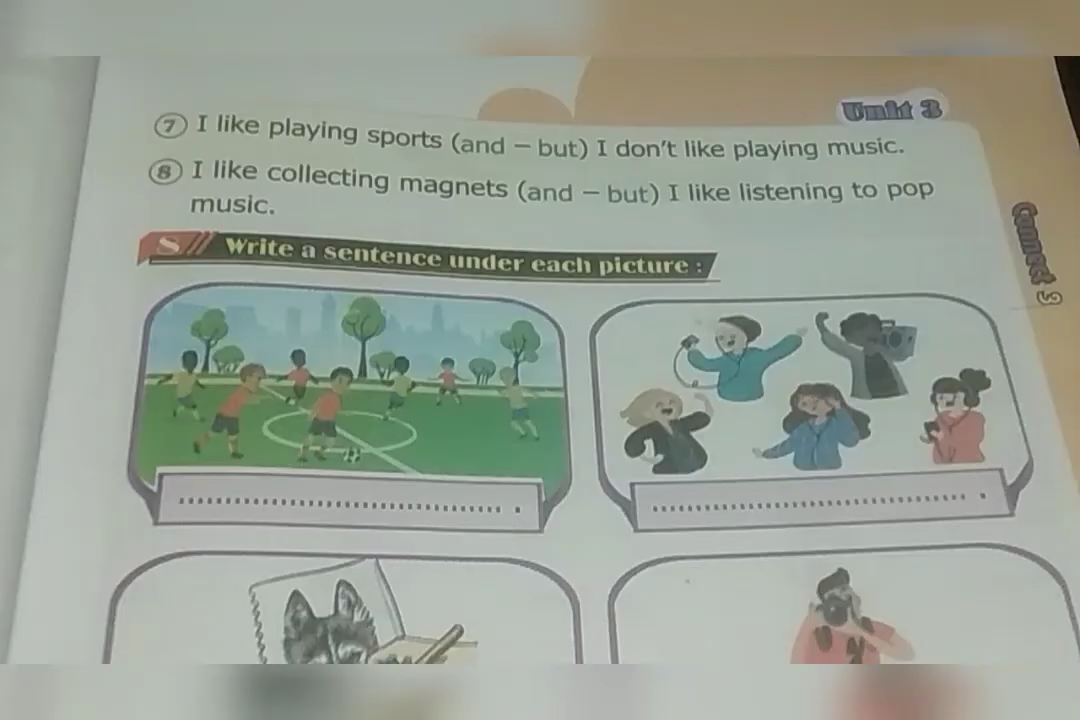 Unit 3
7 I like playing sports (and – but) I don't like playing music.
8 I like collecting magnets (and – but) I like listening to pop
music.
8 Write a sentence under each picture :
Connect 3